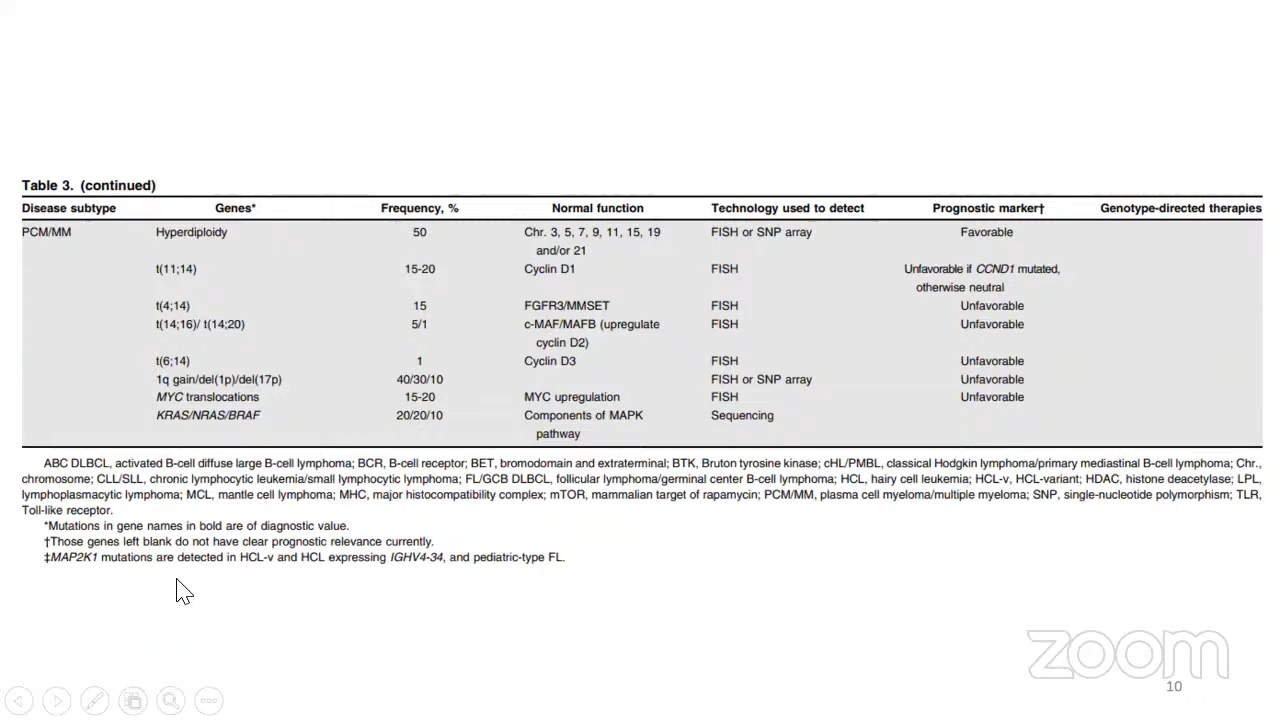 Table 3. (continued)
Disease subtype Genes* Frequency, % Normal function Technology used to detect Prognostic marker† Genotype-directed therapies
PCM/MM Hyperdiploidy 50 Chr. 3, 5, 7, 9, 11, 15, 19 FISH or SNP array Favorable
and/or 21
t(11;14) 15-20 Cyclin D1 FISH Unfavorable if CCND1 mutated,
otherwise neutral
t(4;14) 15 FGFR3/MMSET FISH Unfavorable
t(14;16)/ t(14;20) 5/1 c-MAF/MAFB (upregulate FISH Unfavorable
cyclin D2)
t(6;14) 1 Cyclin D3 FISH Unfavorable
1q gain/del(1p)/del(17p) 40/30/10 FISH or SNP array Unfavorable
MYC translocations 15-20 MYC upregulation FISH Unfavorable
KRAS/NRAS/BRAF 20/20/10 Components of MAPK Sequencing
pathway
ABC DLBCL, activated B-cell diffuse large B-cell lymphoma; BCR, B-cell receptor; BET, bromodomain and extraterminal; BTK, Bruton tyrosine kinase; cHL/PMBL, classical Hodgkin lymphoma/primary mediastinal B-cell lymphoma; Chr.,
chromosome; CLL/SLL, chronic lymphocytic leukemia/small lymphocytic lymphoma; FL/GCB DLBCL, follicular lymphoma/germinal center B-cell lymphoma; HCL, hairy cell leukemia; HCL-v, HCL-variant; HDAC, histone deacetylase; LPL,
lymphoplasmacytic lymphoma; MCL, mantle cell lymphoma; MHC, major histocompatibility complex; mTOR, mammalian target of rapamycin; PCM/MM, plasma cell myeloma/multiple myeloma; SNP, single-nucleotide polymorphism; TLR,
Toll-like receptor.
*Mutations in gene names in bold are of diagnostic value.
†Those genes left blank do not have clear prognostic relevance currently.
‡MAP2K1 mutations are detected in HCL-v and HCL expressing IGHV4-34, and pediatric-type FL.
zoom
10